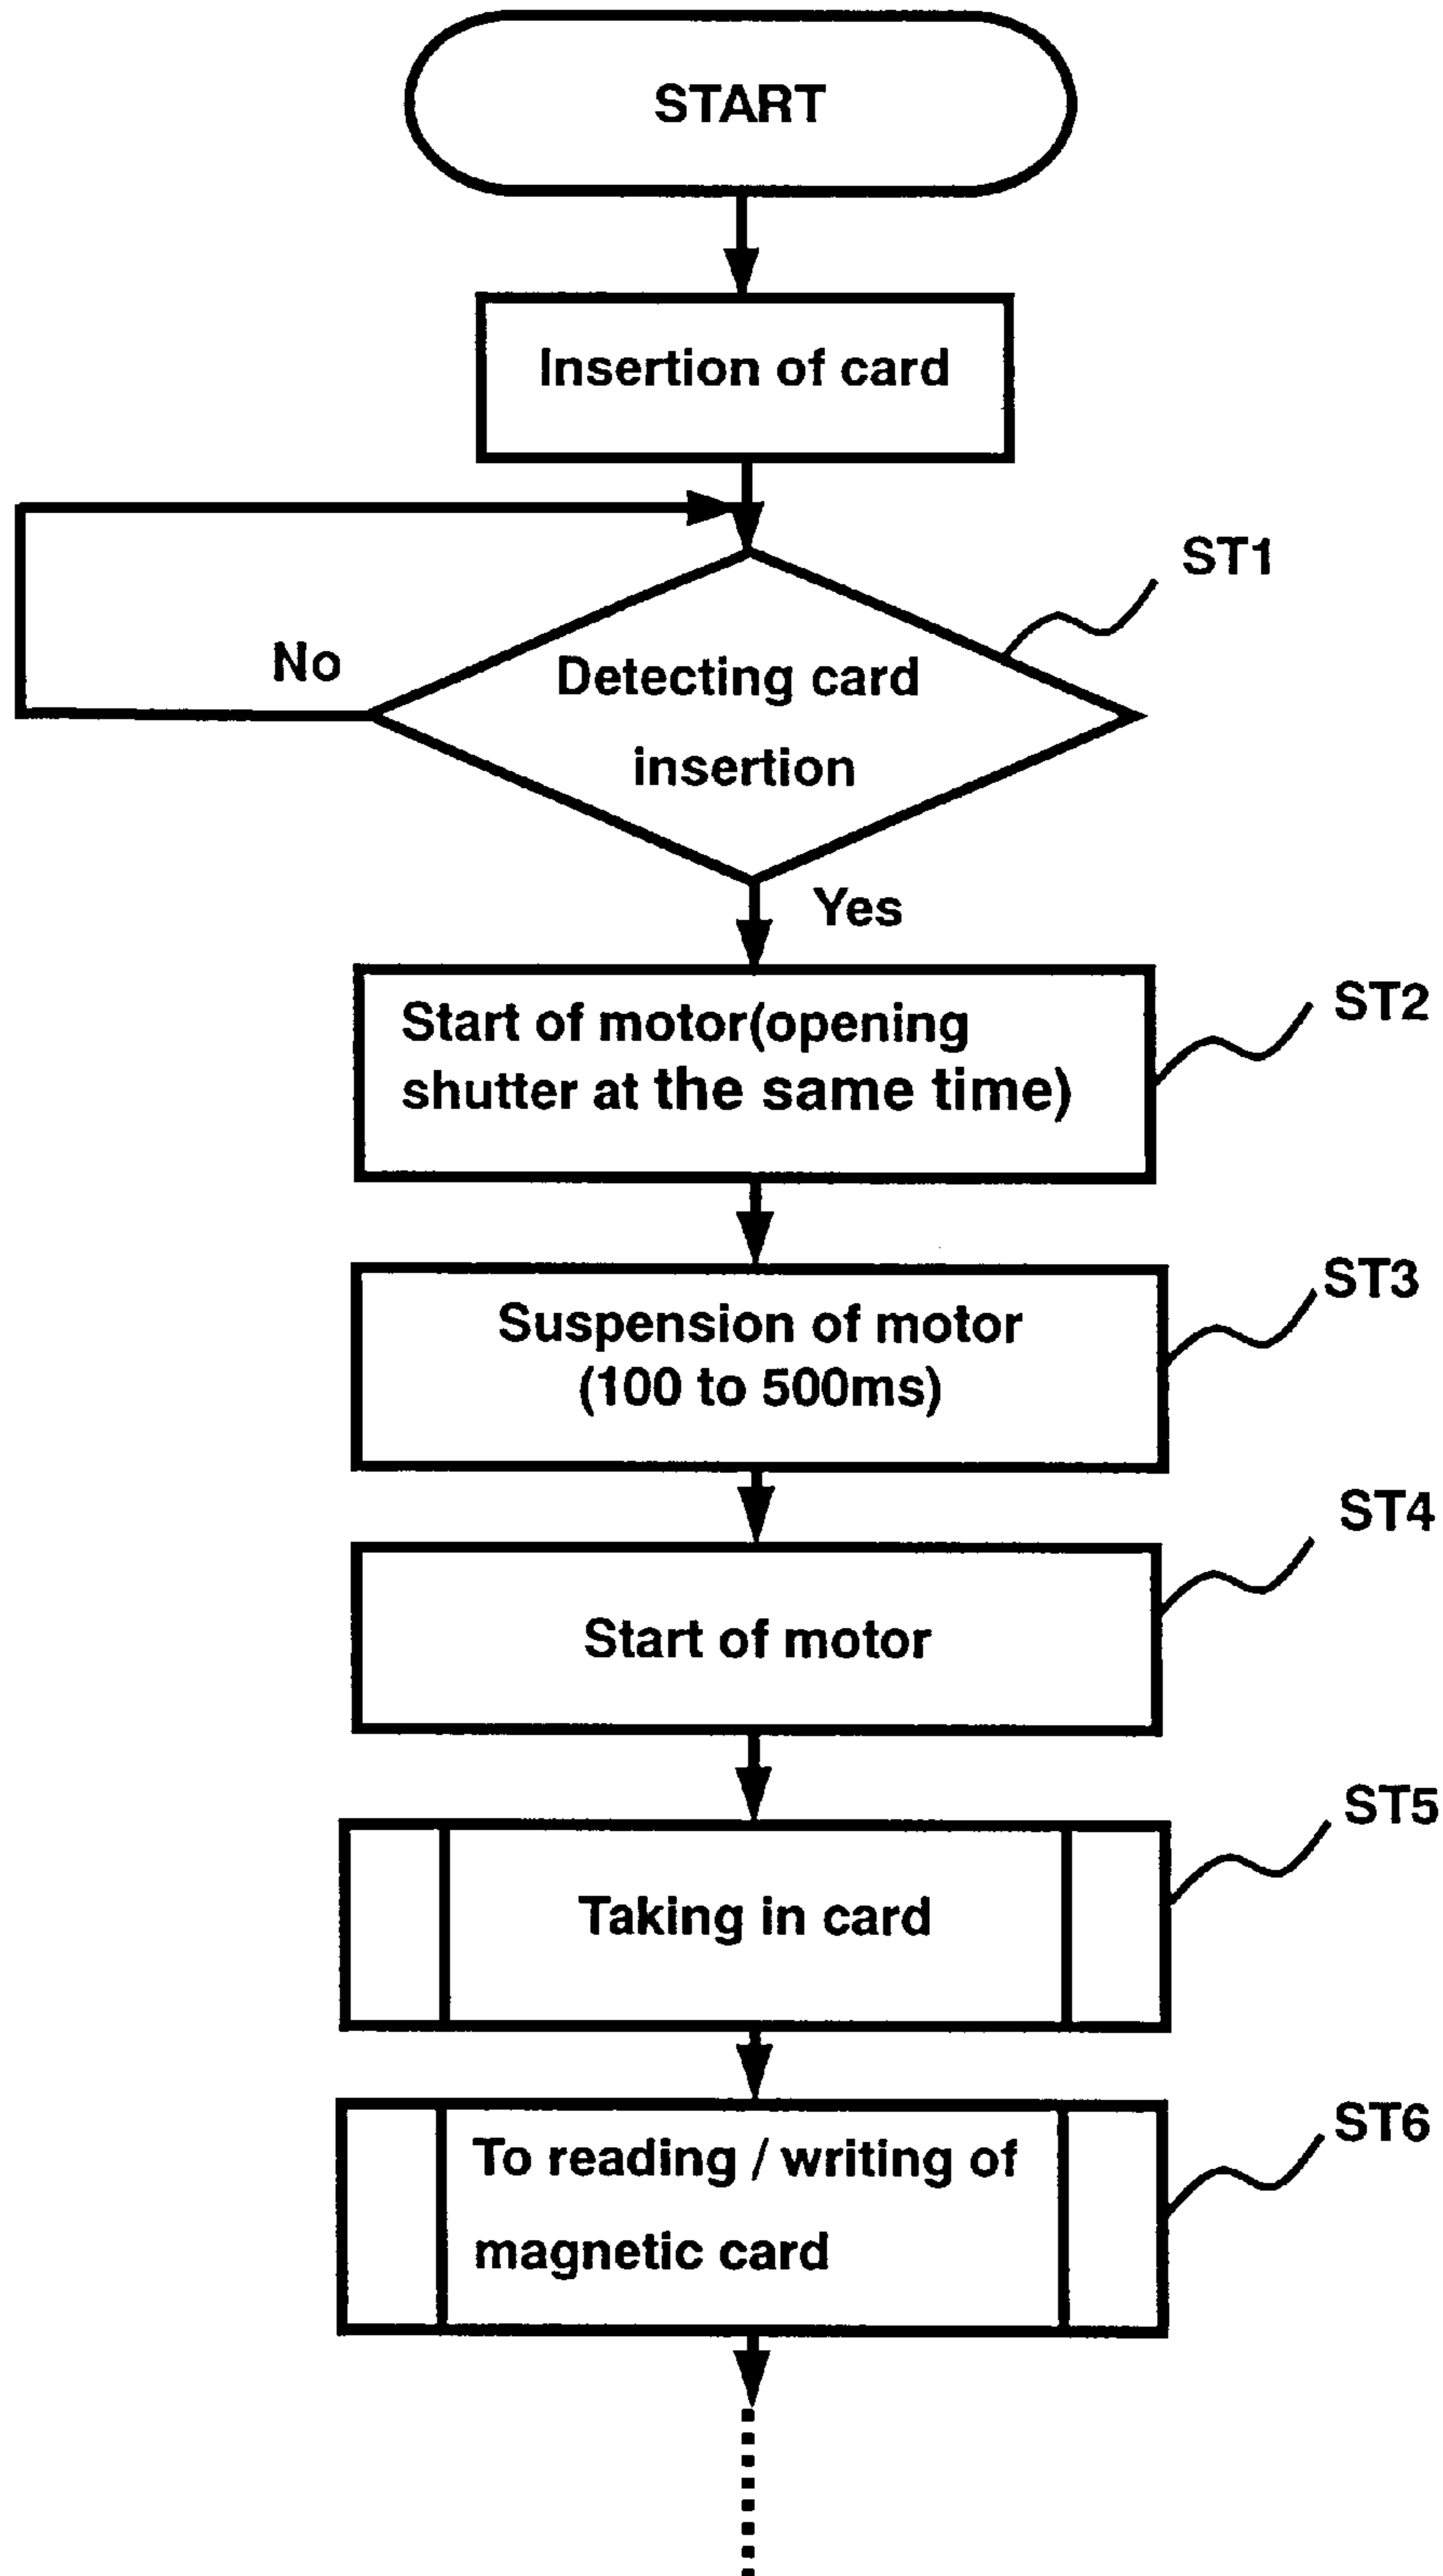 START
Insertion of card
ST1
No
Detecting card
insertion
Yes
ST2
Start of motor(opening
shutter at the same time)
ST3
Suspension of motor
(100 to 500ms)
ST4
Start of motor
ST5
Taking in card
ST6
To reading / writing of
magnetic card